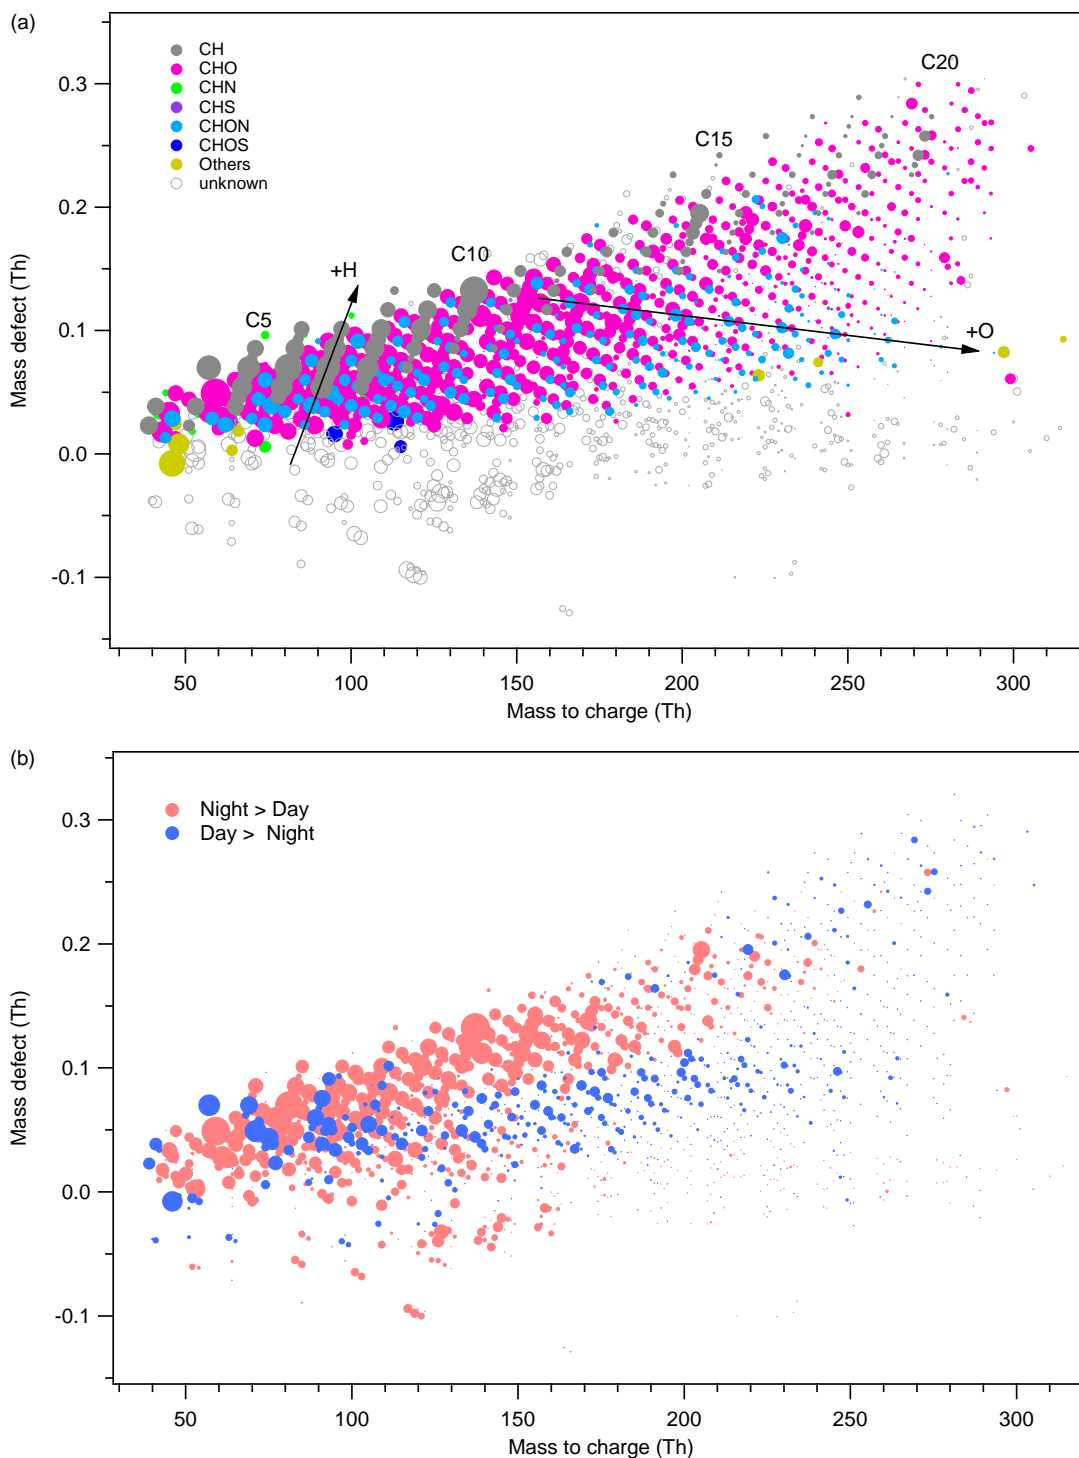 (a)
CH
CHO
CHN
CHS
CHON
CHOS
Others
unknown
C5
+H
C10
C15
C20
+O
0.3
0.2
0.1
0.0
-0.1
Mass defect (Th)
50 100 150 200 250 300
Mass to charge (Th)
(b)
Night > Day
Day > Night
0.3
0.2
0.1
0.0
-0.1
Mass defect (Th)
50 100 150 200 250 300
Mass to charge (Th)